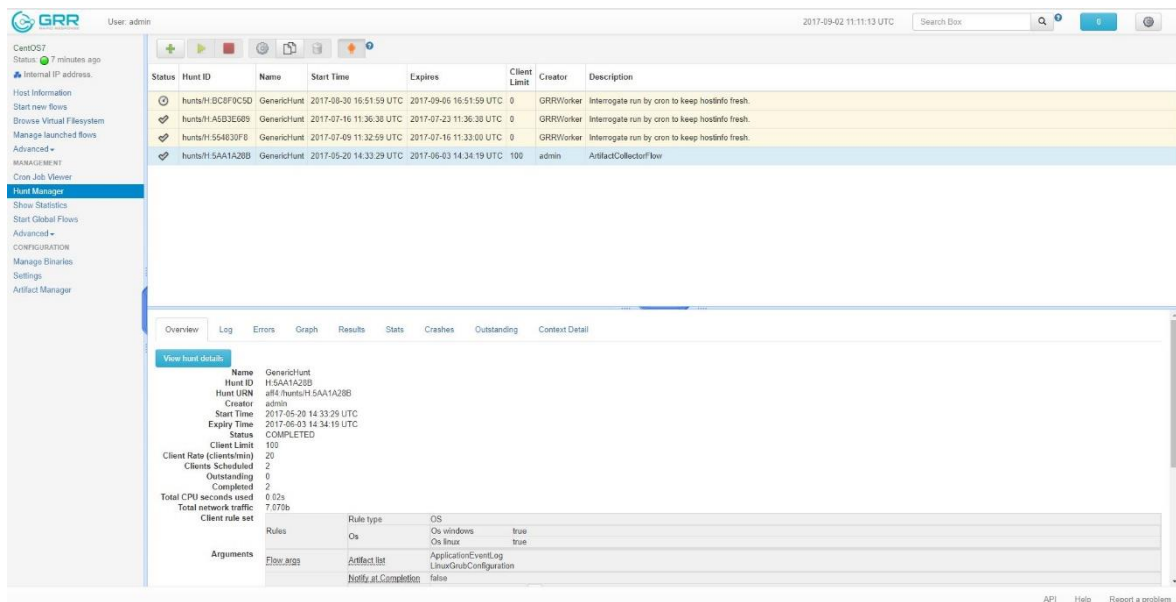 GRR
User: admin
2017-09-02 11:11:13 UTC
Search Box
0
CentOS7
Status: 7 minutes ago
Internal IP address.
Host Information
Start new flows
Browse Virtual Filesystem
Manage launched flows
Advanced
MANAGEMENT
Cron Job Viewer
Hunt Manager
Show Statistics
Start Global Flows
Advanced
CONFIGURATION
Manage Binaries
Settings
Artifact Manager
Status Hunt ID Name Start Time Expires Client Limit Creator Description
hunts/H:BC8F0C5D GenericHunt 2017-08-30 16:51:59 UTC 2017-09-06 16:51:59 UTC 0 GRRWorker Interrogate run by cron to keep hostinfo fresh.
hunts/H:A5B3E689 GenericHunt 2017-07-16 11:36:38 UTC 2017-07-23 11:36:38 UTC 0 GRRWorker Interrogate run by cron to keep hostinfo fresh.
hunts/H:554830F8 GenericHunt 2017-07-09 11:32:59 UTC 2017-07-16 11:33:00 UTC 0 GRRWorker Interrogate run by cron to keep hostinfo fresh.
hunts/H:5AA1A28B GenericHunt 2017-05-20 14:33:29 UTC 2017-06-03 14:34:19 UTC 100 admin ArtifactCollectorFlow
Overview Log Errors Graph Results Stats Crashes Outstanding Context Detail
View hunt details
Name GenericHunt
Hunt ID H:5AA1A28B
Hunt URN aff4:/hunts/H:5AA1A28B
Creator admin
Start Time 2017-05-20 14:33:29 UTC
Expiry Time 2017-06-03 14:34:19 UTC
Status COMPLETED
Client Limit 100
Client Rate (clients/min) 20
Clients Scheduled 2
Outstanding 0
Completed 2
Total CPU seconds used 0.02s
Total network traffic 7,070b
Client rule set
Rules
Rule type OS
Os
Os windows true
Os linux true
Arguments
Flow args
Artifact list
ApplicationEventLog
LinuxGrubConfiguration
Notify at Completion false
API Help Report a problem